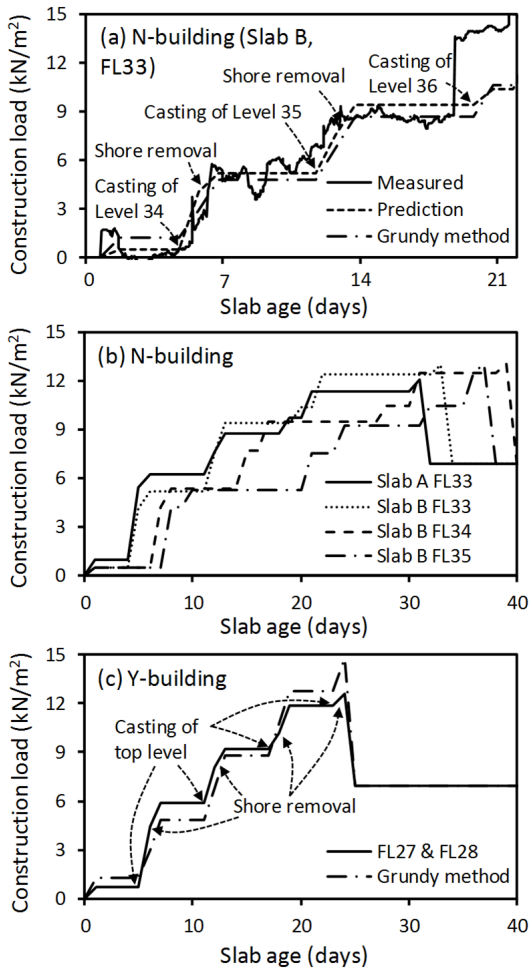 (a) N-building (Slab B,
FL33)
Casting of
Level 36
Shore removal
Casting of Level 35
Shore removal
Casting of
Level 34
Measured
Prediction
Grundy method
Construction load (kN/m²)
15
12
9
6
3
0
0 7 14 21
Slab age (days)
(b) N-building
Slab A FL33
Slab B FL33
Slab B FL34
Slab B FL35
Construction load (kN/m²)
15
12
9
6
3
0
0 10 20 30 40
Slab age (days)
(c) Y-building
Casting of
top level
Shore removal
FL27 & FL28
Grundy method
Construction load (kN/m²)
15
12
9
6
3
0
0 10 20 30 40
Slab age (days)